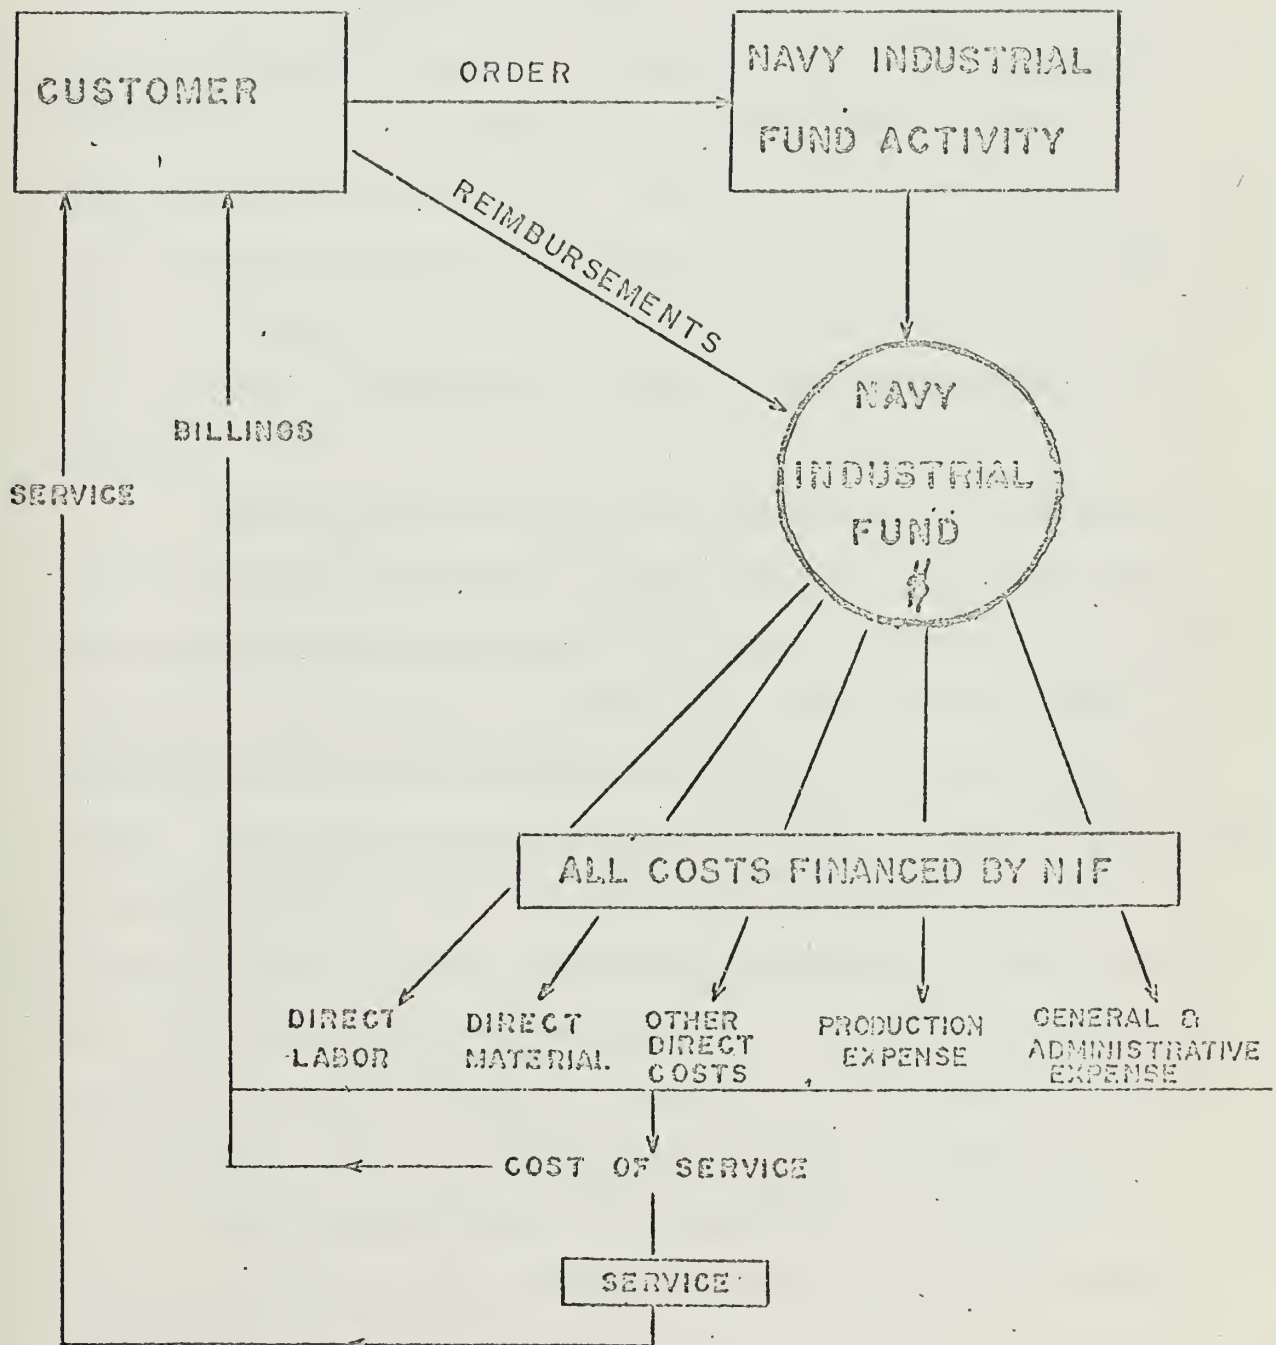 CUSTOMER
ORDER
NAVY INDUSTRIAL
FUND ACTIVITY
REIMBURSEMENTS
NAVY
INDUSTRIAL
FUND
$
BILLINGS
SERVICE
ALL COSTS FINANCED BY NIF
DIRECT
LABOR
DIRECT
MATERIAL
OTHER
DIRECT
COSTS
PRODUCTION
EXPENSE
GENERAL &
ADMINISTRATIVE
EXPENSE
COST OF SERVICE
SERVICE